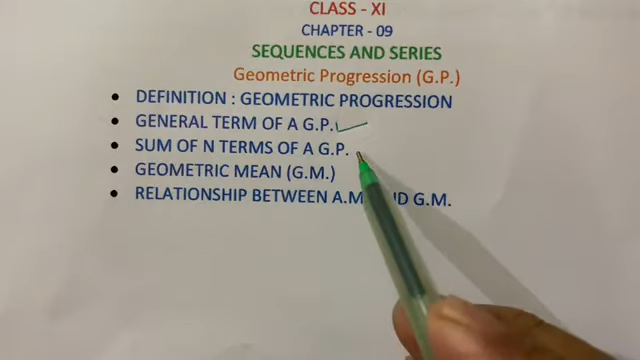 CLASS - XI
CHAPTER - 09
SEQUENCES AND SERIES
Geometric Progression (G.P.)
• DEFINITION : GEOMETRIC PROGRESSION
• GENERAL TERM OF A G.P.
• SUM OF N TERMS OF A G.P.
• GEOMETRIC MEAN (G.M.)
• RELATIONSHIP BETWEEN A.M G.M.